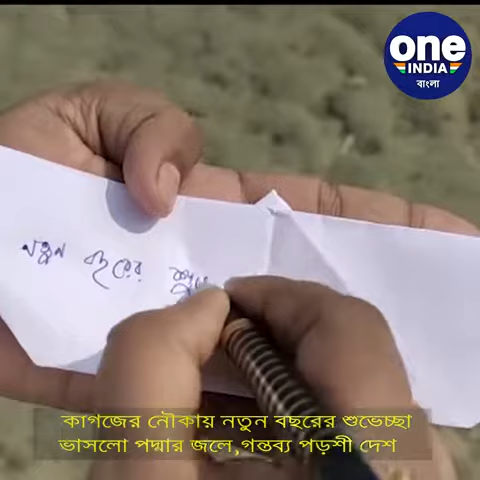 one
INDIA
বাংলা
নতুন বছরের
কাগজের নৌকায় নতুন বছরের শুভেচ্ছা
ভাসলো পদ্মার জলে,গন্তব্য পড়শী দেশ